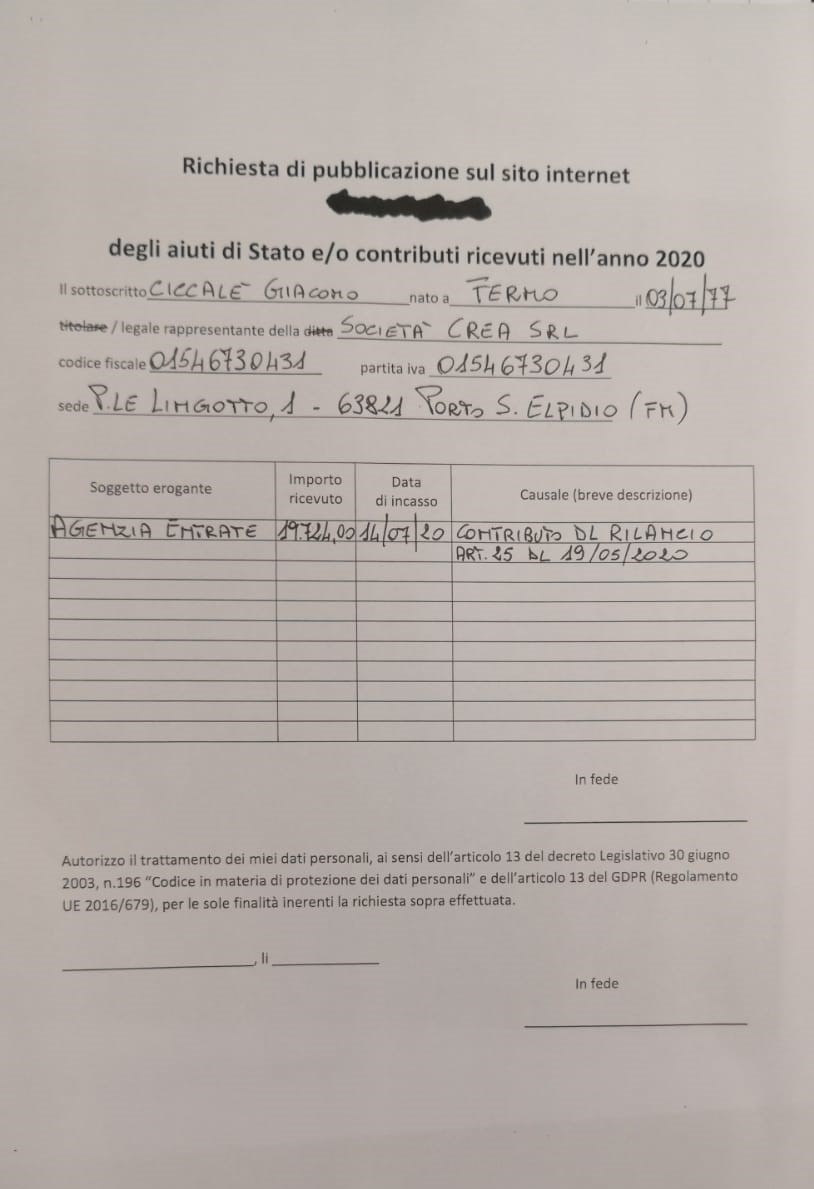 Richiesta di pubblicazione sul sito internet
degli aiuti di Stato e/o contributi ricevuti nell'anno 2020
Il sottoscritto CICCALÈ GIACOMO nato a FERMO il 03/07/77
titolare / legale rappresentante della ditta SOCIETÀ CREA SRL
codice fiscale 01546730431 partita iva 01546730431
sede P.LE LINGOTTO, 1 - 63821 PORTO S. ELPIDIO (FM)
Soggetto erogante Importo ricevuto Data di incasso Causale (breve descrizione)
AGENZIA ENTRATE 19.724,00 14/07/20 CONTRIBUTO DL RILANCIO
ART. 25 DL 19/05/2020
In fede
Autorizzo il trattamento dei miei dati personali, ai sensi dell'articolo 13 del decreto Legislativo 30 giugno
2003, n.196 "Codice in materia di protezione dei dati personali" e dell'articolo 13 del GDPR (Regolamento
UE 2016/679), per le sole finalità inerenti la richiesta sopra effettuata.
, li
In fede